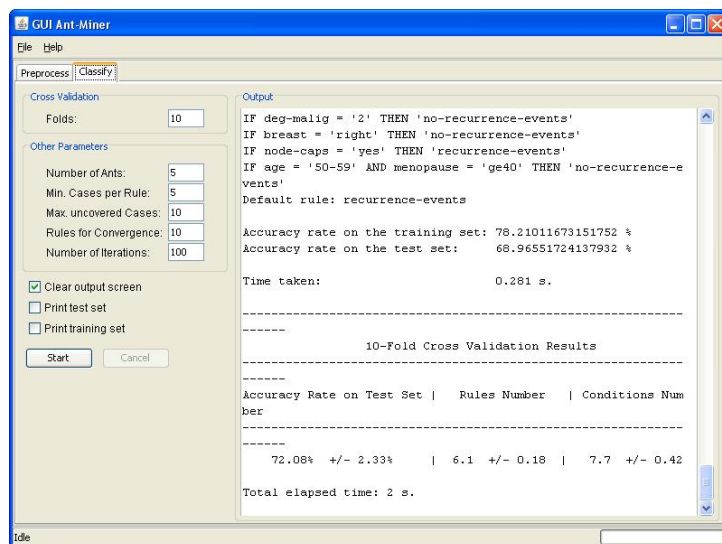 GUI Ant-Miner
File Help
Preprocess Classify
Cross Validation
Folds: 10
Other Parameters
Number of Ants: 5
Min. Cases per Rule: 5
Max. uncovered Cases: 10
Rules for Convergence: 10
Number of Iterations: 100
Clear output screen
Print test set
Print training set
Start Cancel
Output
IF deg-malig = '2' THEN 'no-recurrence-events'
IF breast = 'right' THEN 'no-recurrence-events'
IF node-caps = 'yes' THEN 'recurrence-events'
IF age = '50-59' AND menopause = 'ge40' THEN 'no-recurrence-e
vents'
Default rule: recurrence-events
Accuracy rate on the training set: 78.21011673151752 %
Accuracy rate on the test set: 68.96551724137932 %
Time taken: 0.281 s.
-------------------------------------------------------------
------
10-Fold Cross Validation Results
-------------------------------------------------------------
------
Accuracy Rate on Test Set | Rules Number | Conditions Num
ber
-------------------------------------------------------------
------
72.08% +/- 2.33% | 6.1 +/- 0.18 | 7.7 +/- 0.42
Total elapsed time: 2 s.
Idle